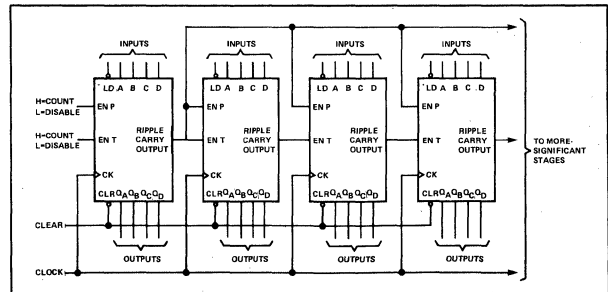 INPUTS INPUTS INPUTS INPUTS
LD A B C D LD A B C D LD A B C D LD A B C D
H=COUNT
L=DISABLE
EN P EN P EN P EN P
H=COUNT
L=DISABLE
EN T RIPPLE CARRY OUTPUT
EN T RIPPLE CARRY OUTPUT
EN T RIPPLE CARRY OUTPUT
EN T RIPPLE CARRY OUTPUT
TO MORE-
SIGNIFICANT
STAGES
CK CK CK CK
CLR QA QB QC QD CLR QA QB QC QD CLR QA QB QC QD CLR QA QB QC QD
CLEAR
OUTPUTS OUTPUTS OUTPUTS OUTPUTS
CLOCK